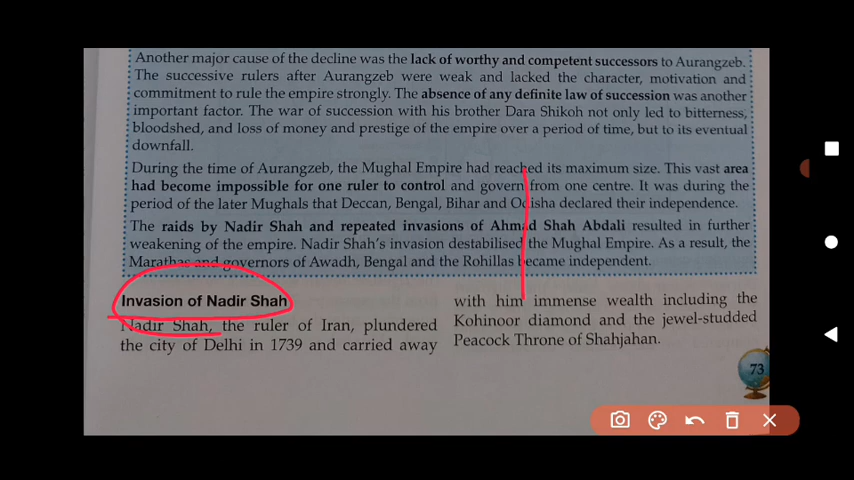 Another major cause of the decline was the lack of worthy and competent successors to Aurangzeb.
The successive rulers after Aurangzeb were weak and lacked the character, motivation and
commitment to rule the empire strongly. The absence of any definite law of succession was another
important factor. The war of succession with his brother Dara Shikoh not only led to bitterness,
bloodshed, and loss of money and prestige of the empire over a period of time, but to its eventual
downfall.
During the time of Aurangzeb, the Mughal Empire had reached its maximum size. This vast area
had become impossible for one ruler to control and govern from one centre. It was during the
period of the later Mughals that Deccan, Bengal, Bihar and Odisha declared their independence.
The raids by Nadir Shah and repeated invasions of Ahmad Shah Abdali resulted in further
weakening of the empire. Nadir Shah's invasion destabilised the Mughal Empire. As a result, the
Marathas and governors of Awadh, Bengal and the Rohillas became independent.
Invasion of Nadir Shah
Nadir Shah, the ruler of Iran, plundered
the city of Delhi in 1739 and carried away
with him immense wealth including the
Kohinoor diamond and the jewel-studded
Peacock Throne of Shahjahan.
73